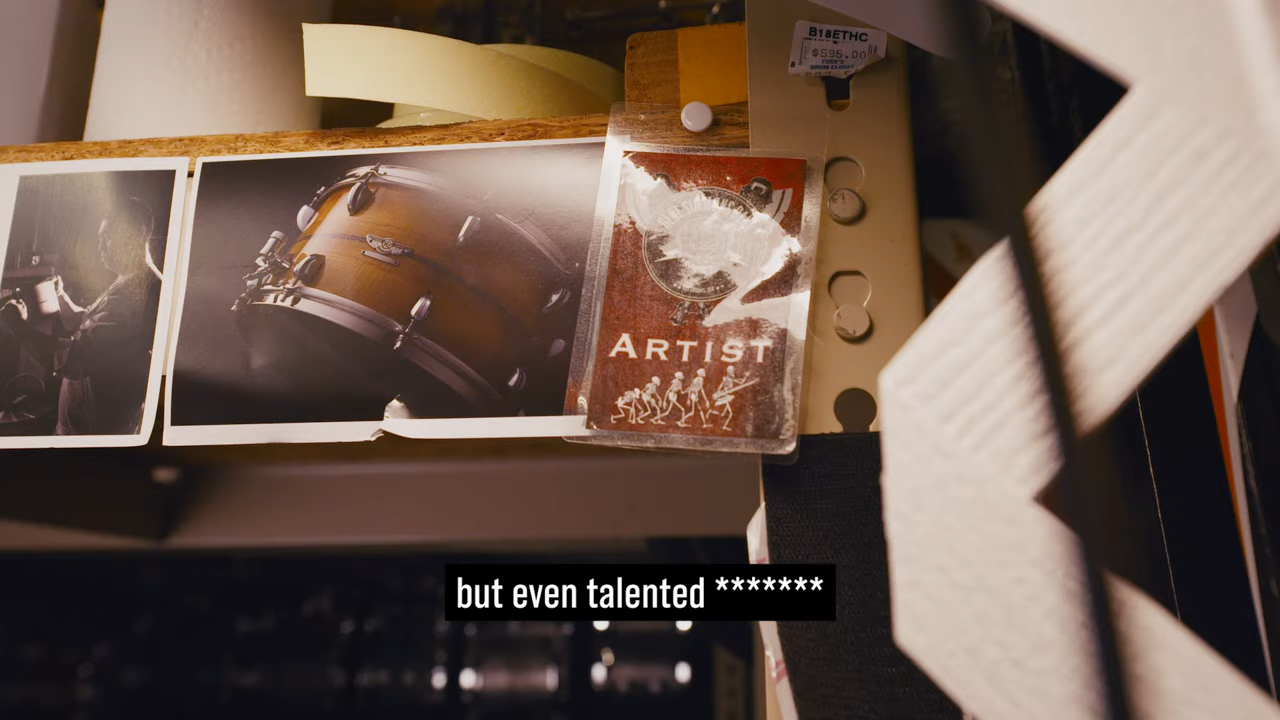 B18ETHC
$595.00
FORK'S
DRUM CLOSET
ARTIST
but even talented *******